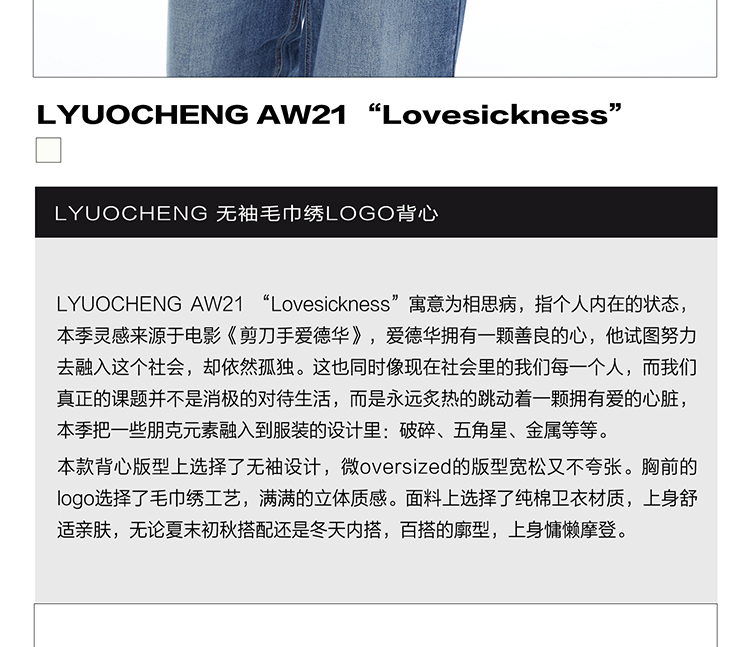 LYUOCHENG AW21 “Lovesickness”
LYUOCHENG 无袖毛巾绣LOGO背心
LYUOCHENG AW21 “Lovesickness”寓意为相思病，指个人内在的状态，
本季灵感来源于电影《剪刀手爱德华》，爱德华拥有一颗善良的心，他试图努力
去融入这个社会，却依然孤独。这也同时像现在社会里的我们每一个人，而我们
真正的课题并不是消极的对待生活，而是永远炙热的跳动着一颗拥有爱的心脏，
本季把一些朋克元素融入到服装的设计里：破碎、五角星、金属等等。
本款背心版型上选择了无袖设计，微oversized的版型宽松又不夸张。胸前的
logo选择了毛巾绣工艺，满满的立体质感。面料上选择了纯棉卫衣材质，上身舒
适亲肤，无论夏末初秋搭配还是冬天内搭，百搭的廓型，上身慵懒摩登。